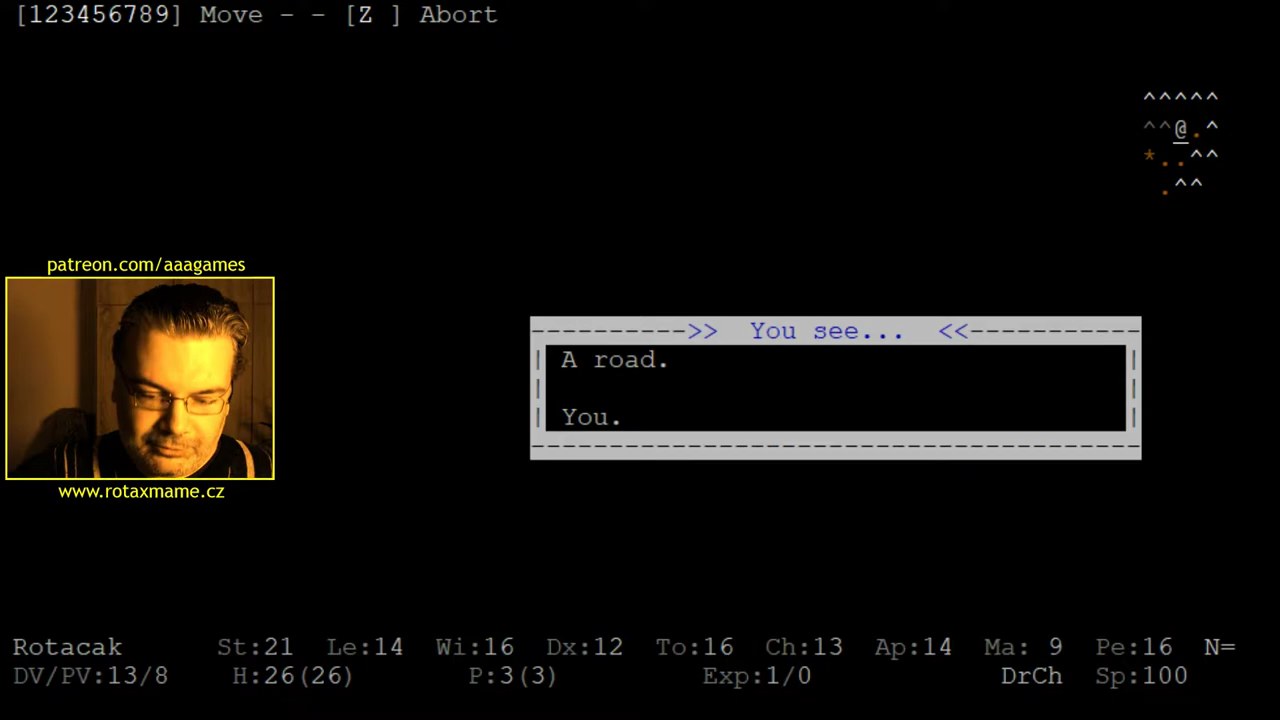 [123456789] Move - - [Z ] Abort
^^^^^
^^@.^
*..^^
.^^
patreon.com/aaagames
---------->>  You see...  <<-----------
A road.
You.
www.rotaxmame.cz
Rotacak St:21 Le:14 Wi:16 Dx:12 To:16 Ch:13 Ap:14 Ma: 9 Pe:16 N=
DV/PV:13/8 H:26(26) P:3(3) Exp:1/0 DrCh Sp:100